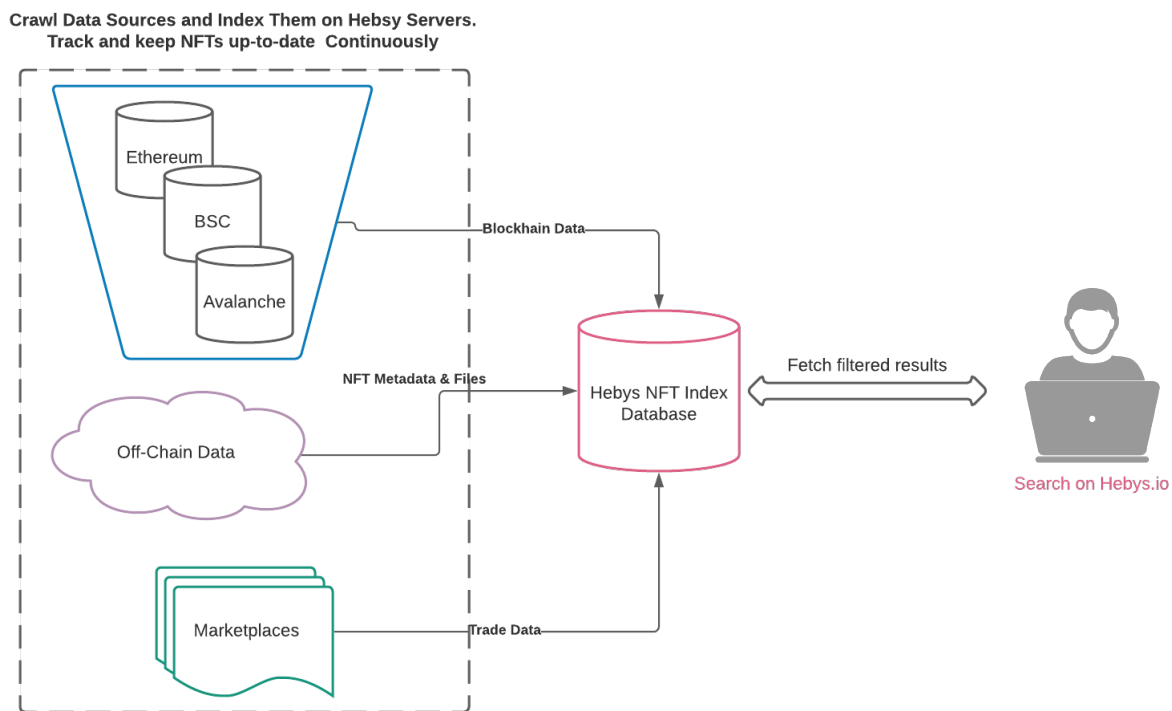 Crawl Data Sources and Index Them on Hebsy Servers.
Track and keep NFTs up-to-date  Continuously
Ethereum
BSC
Avalanche
Blockhain Data
NFT Metadata & Files
Off-Chain Data
Hebys NFT Index
Database
Fetch filtered results
Search on Hebys.io
Marketplaces
Trade Data